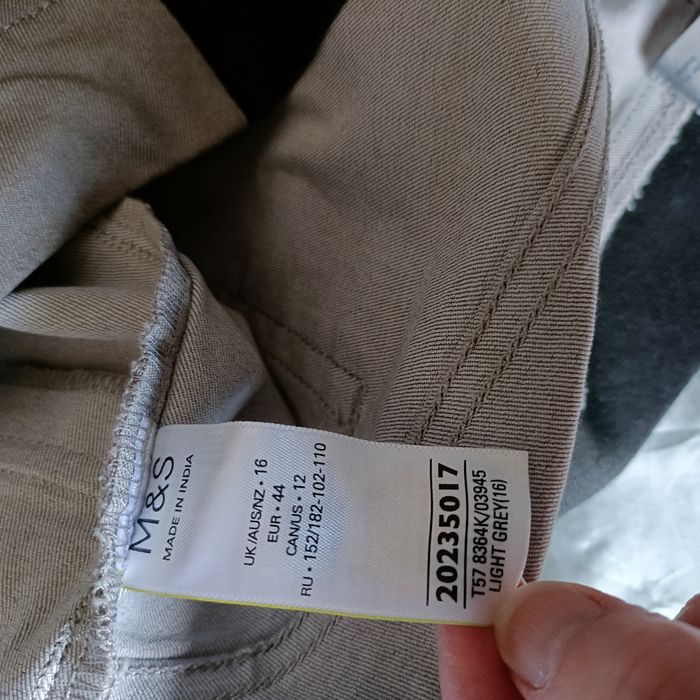 M&S
MADE IN INDIA
UK/AUS/NZ • 16
EUR • 44
CAN/US • 12
RU • 152/182-102-110
20235017
T57 8364K/03945
LIGHT GREY(16)